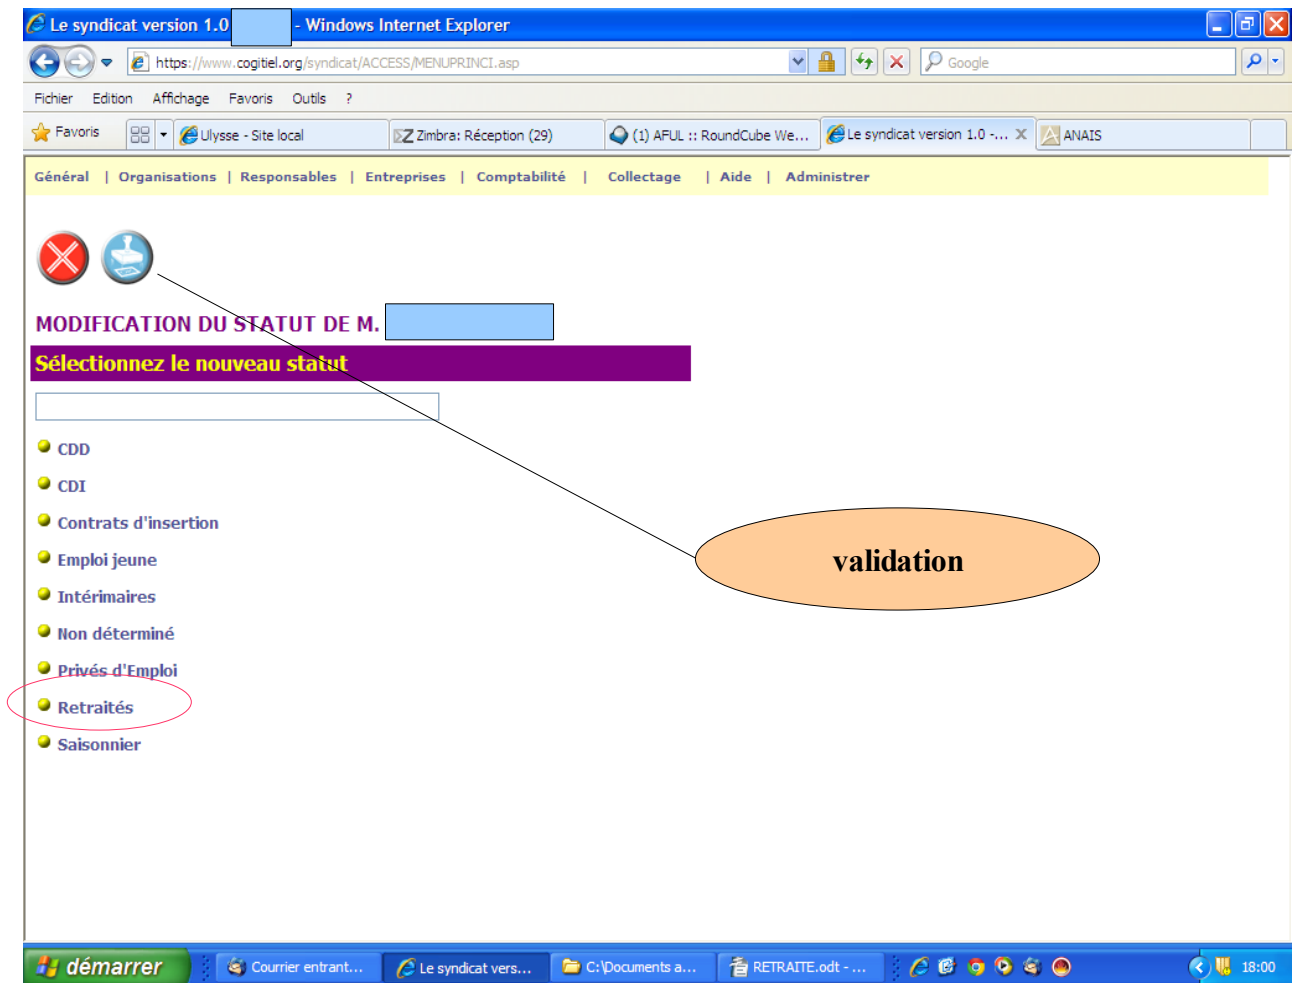 Le syndicat version 1.0 - Windows Internet Explorer
https://www.cogitiel.org/syndicat/ACCESS/MENUPRINCI.asp
Google
Fichier Edition Affichage Favoris Outils ?
Favoris
Ulysse - Site local
Zimbra: Réception (29)
(1) AFUL :: RoundCube We...
Le syndicat version 1.0 -... X
ANAIS
Général | Organisations | Responsables | Entreprises | Comptabilité | Collectage | Aide | Administrer
MODIFICATION DU STATUT DE M.
Sélectionnez le nouveau statut
CDD
CDI
Contrats d'insertion
Emploi jeune
validation
Intérimaires
Non déterminé
Privés d'Emploi
Retraités
Saisonnier
démarrer
Courrier entrant...
Le syndicat vers...
C:\Documents a...
RETRAITE.odt - ...
18:00